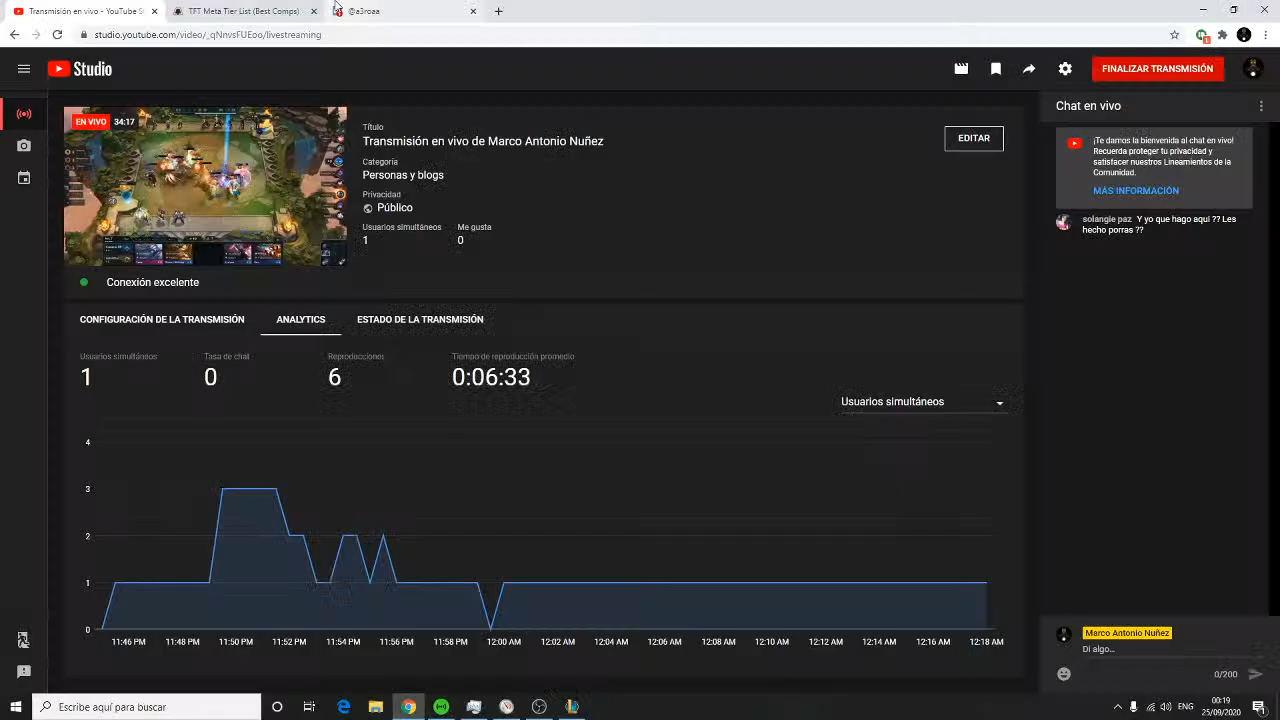 Transmisión en vivo - YouTube S
TFT Meta Tier List (Best Comps)
@a3roaa
studio.youtube.com/video/_qNnvsFUEoo/livestreaming
Studio
FINALIZAR TRANSMISIÓN
EN VIVO 34:17
Título
Transmisión en vivo de Marco Antonio Nuñez
EDITAR
Categoría
Personas y blogs
Privacidad
Público
Usuarios simultáneos
Me gusta
1
0
Conexión excelente
CONFIGURACIÓN DE LA TRANSMISIÓN
ANALYTICS
ESTADO DE LA TRANSMISIÓN
Usuarios simultáneos
Tasa de chat
Reproducciones
Tiempo de reproducción promedio
1
0
6
0:06:33
Usuarios simultáneos
4
3
2
1
0
11:46 PM
11:48 PM
11:50 PM
11:52 PM
11:54 PM
11:56 PM
11:58 PM
12:00 AM
12:02 AM
12:04 AM
12:06 AM
12:08 AM
12:10 AM
12:12 AM
12:14 AM
12:16 AM
12:18 AM
Chat en vivo
¡Te damos la bienvenida al chat en vivo!
Recuerda proteger tu privacidad y
satisfacer nuestros Lineamientos de la
Comunidad.
MÁS INFORMACIÓN
solangie paz Y yo que hago aqui ?? Les
hecho porras ??
Marco Antonio Nuñez
Di algo...
0/200
Escribe aquí para buscar
ENG
00:19
25/09/2020